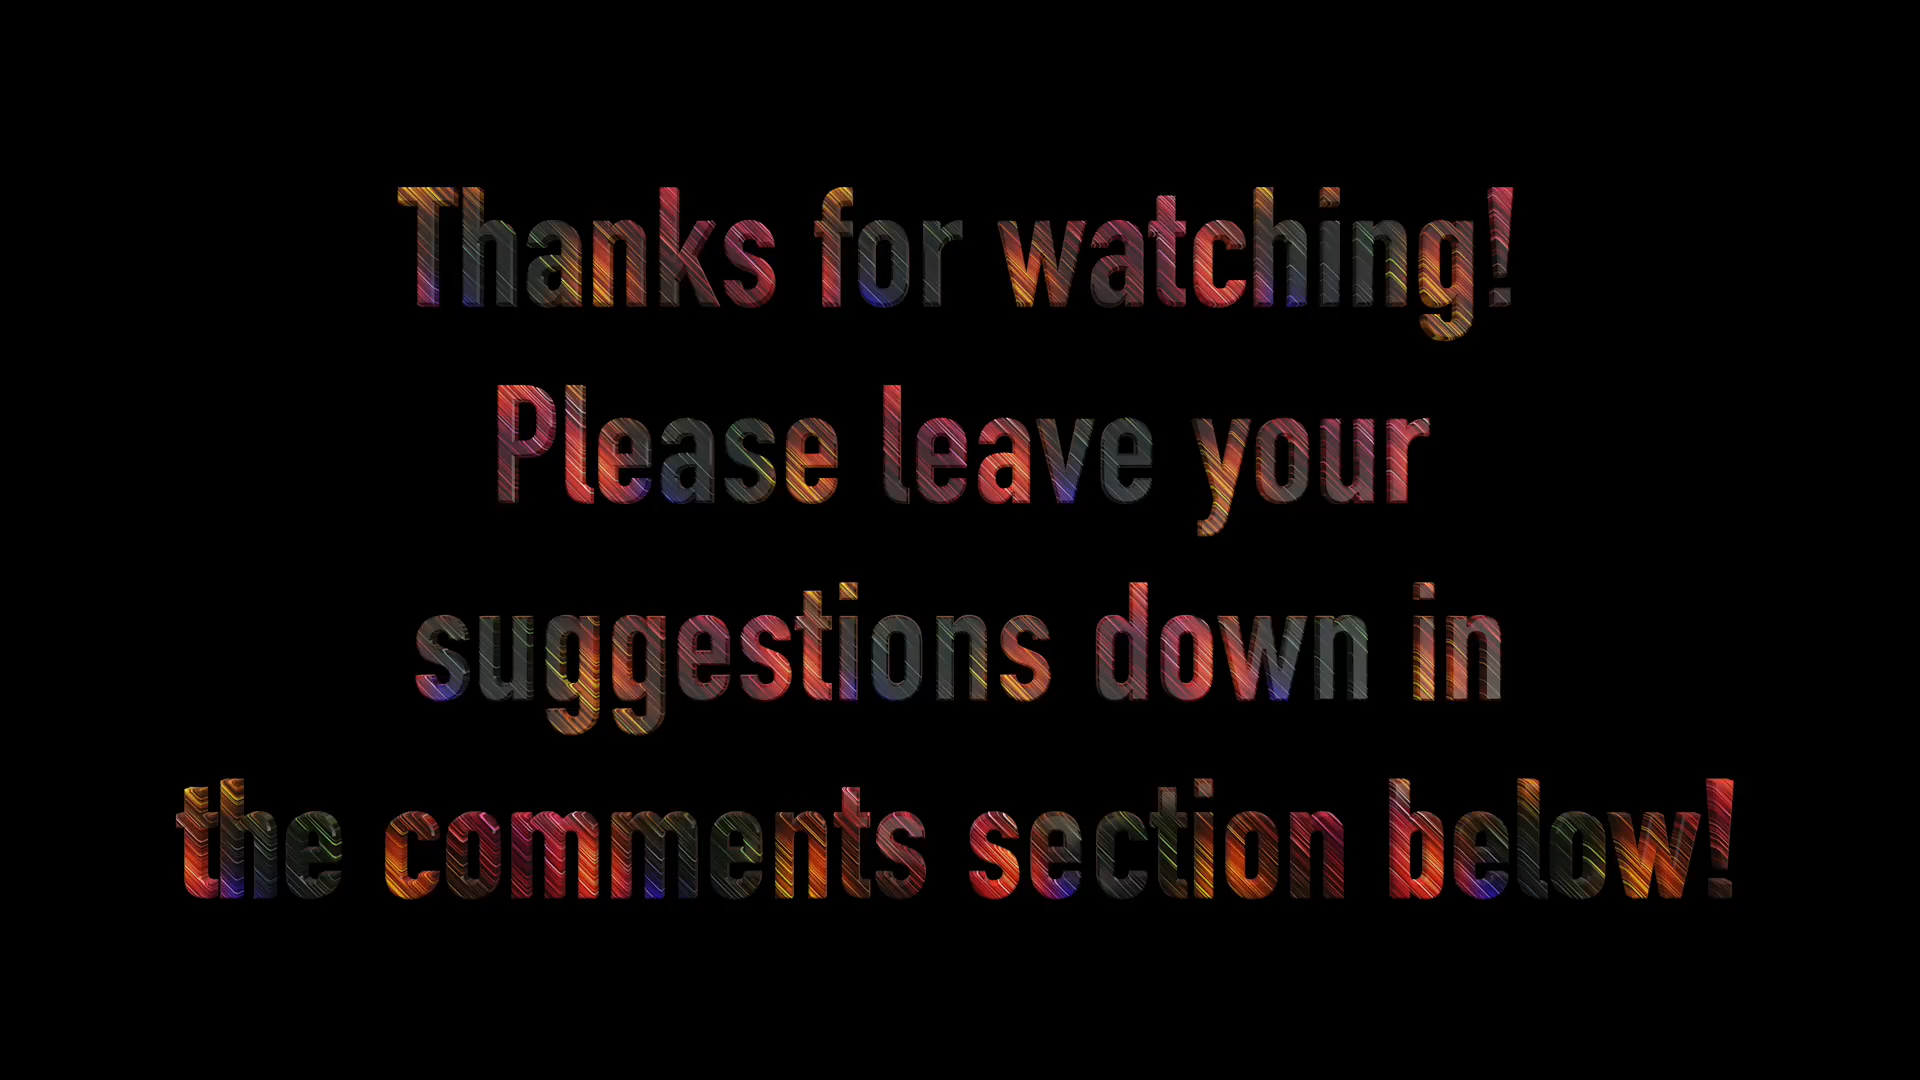 Thanks for watching!
Please leave your
suggestions down in
the comments section below!